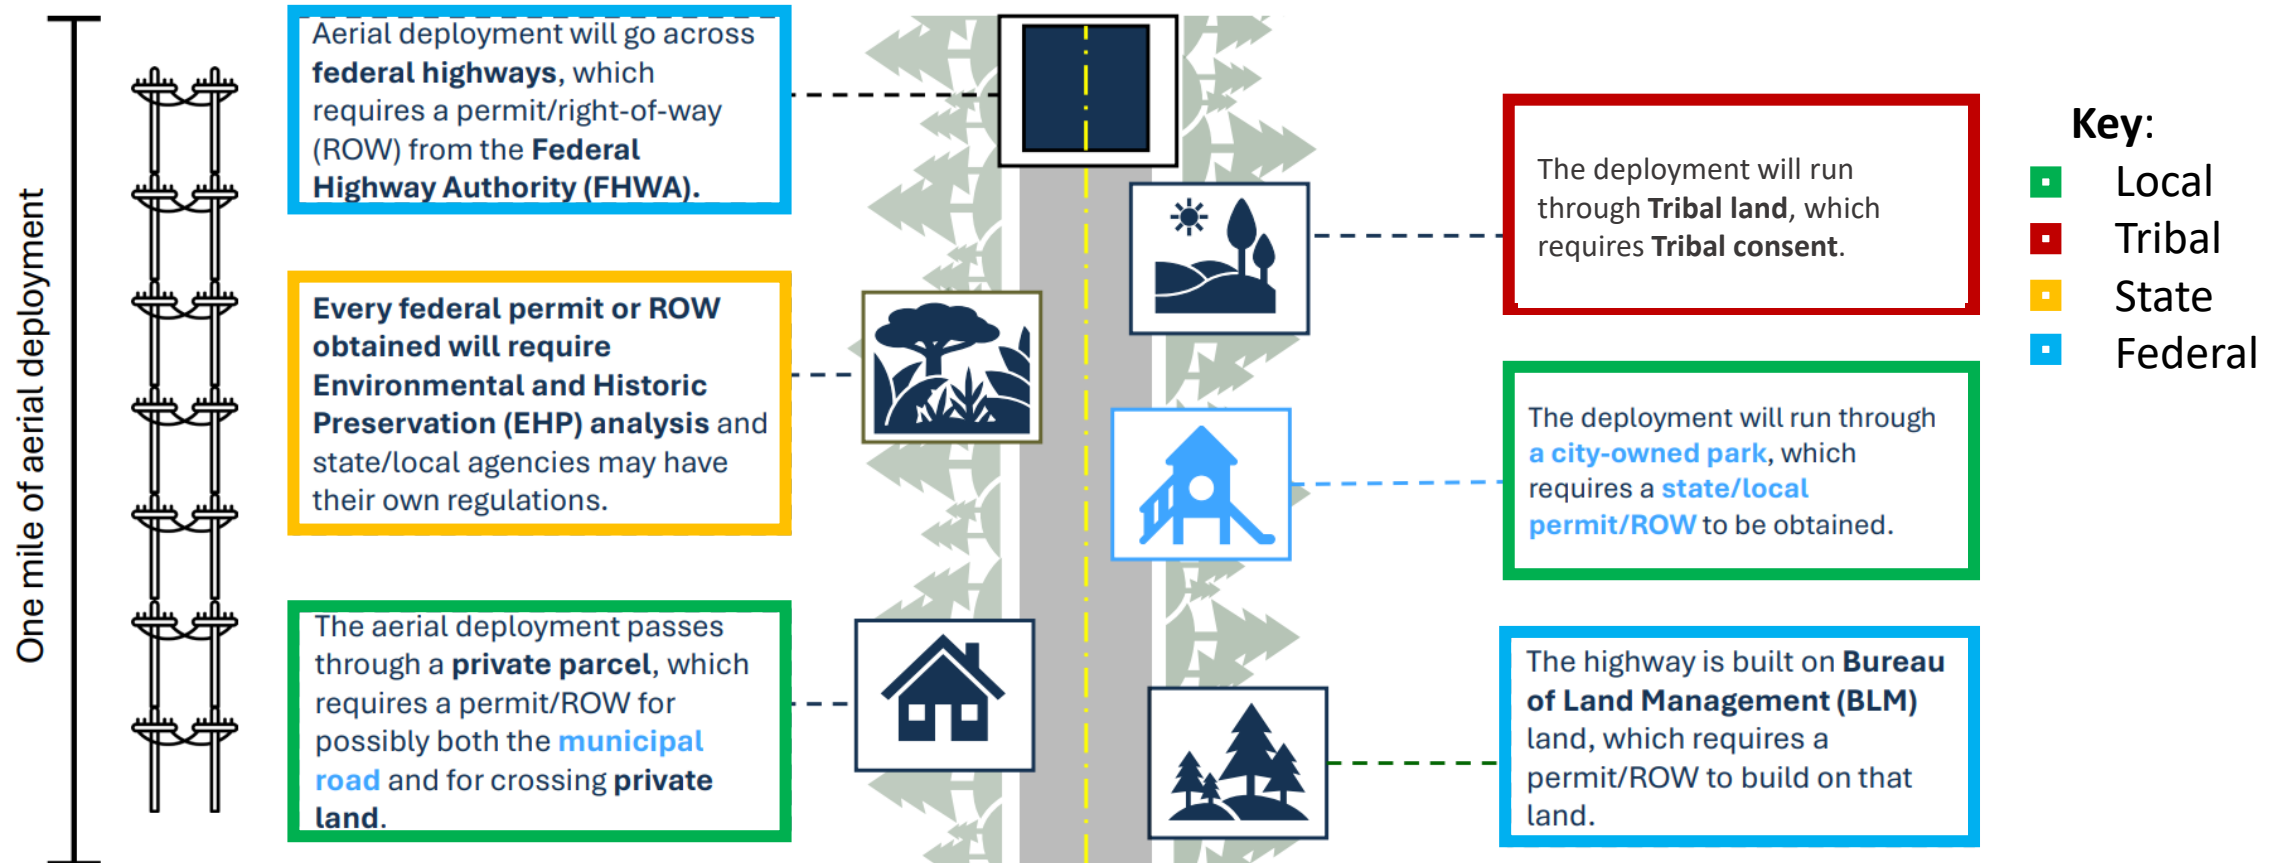 One mile of aerial deployment
Aerial deployment will go across
federal highways, which
requires a permit/right-of-way
(ROW) from the Federal
Highway Authority (FHWA).
Every federal permit or ROW
obtained will require
Environmental and Historic
Preservation (EHP) analysis and
state/local agencies may have
their own regulations.
The aerial deployment passes
through a private parcel, which
requires a permit/ROW for
possibly both the municipal
road and for crossing private
land.
The deployment will run
through Tribal land, which
requires Tribal consent.
The deployment will run through
a city-owned park, which
requires a state/local
permit/ROW to be obtained.
The highway is built on Bureau
of Land Management (BLM)
land, which requires a
permit/ROW to build on that
land.
Key:
Local
Tribal
State
Federal